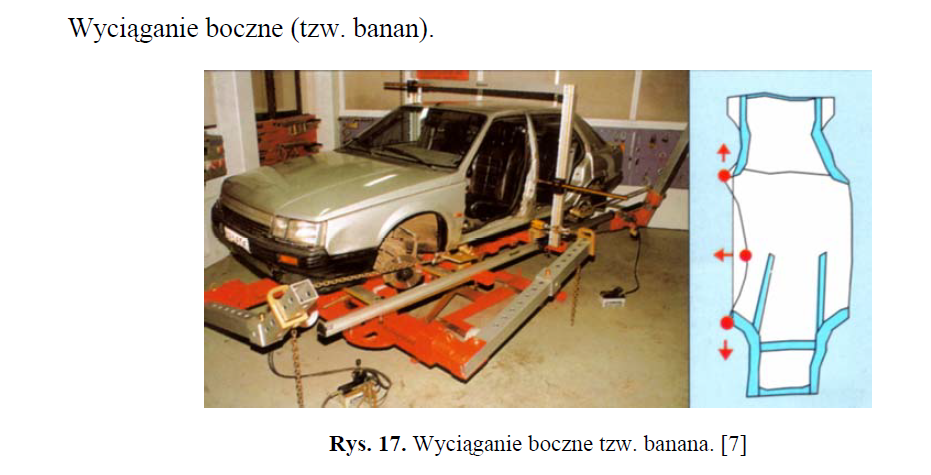 Wyciąganie boczne (tzw. banan).
Rys. 17. Wyciąganie boczne tzw. banana. [7]